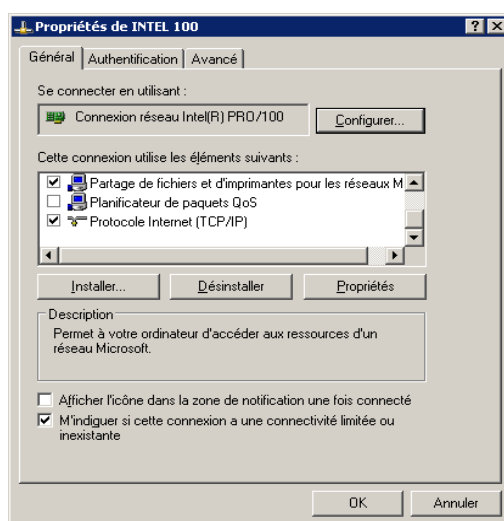 Propriétés de INTEL 100
Général Authentification Avancé
Se connecter en utilisant :
Connexion réseau Intel(R) PRO/100
Configurer...
Cette connexion utilise les éléments suivants :
Partage de fichiers et d'imprimantes pour les réseaux M
Planificateur de paquets QoS
Protocole Internet (TCP/IP)
Installer... Désinstaller Propriétés
Description
Permet à votre ordinateur d'accéder aux ressources d'un
réseau Microsoft.
Afficher l'icône dans la zone de notification une fois connecté
M'indiquer si cette connexion a une connectivité limitée ou
inexistante
OK Annuler